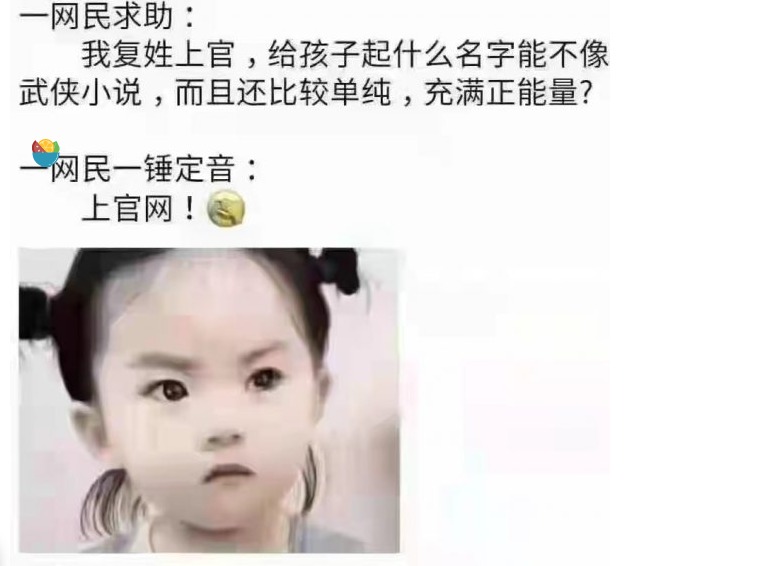 一网民求助：
我复姓上官，给孩子起什么名字能不像
武侠小说，而且还比较单纯，充满正能量？
一网民一锤定音：
上官网！